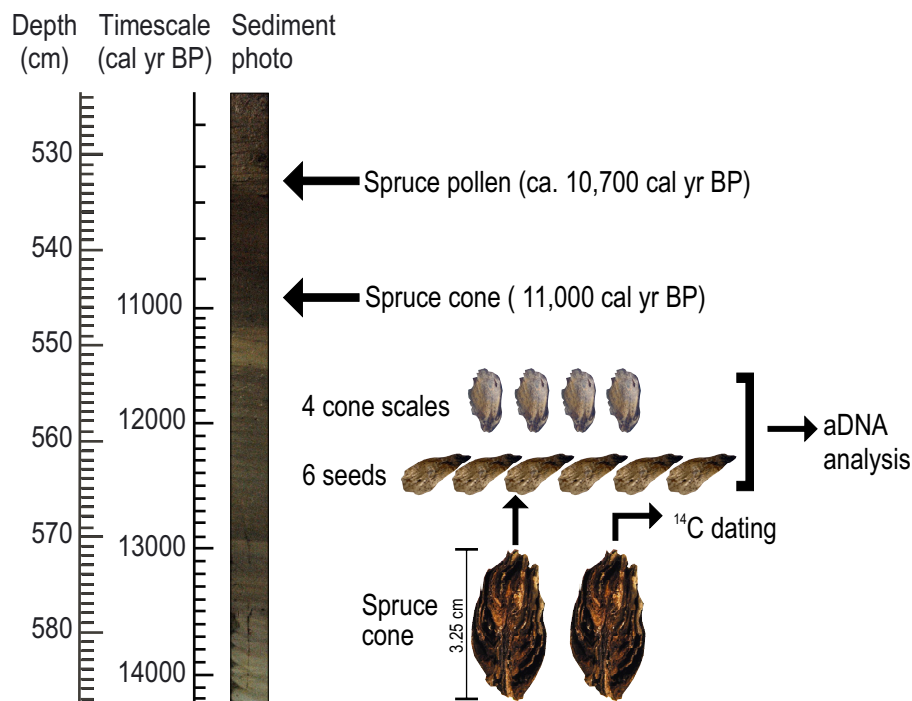 Depth
(cm)
Timescale
(cal yr BP)
Sediment
photo
530
540
550
560
570
580
11000
12000
13000
14000
Spruce pollen (ca. 10,700 cal yr BP)
Spruce cone ( 11,000 cal yr BP)
4 cone scales
6 seeds
aDNA
analysis
¹⁴C dating
Spruce
cone
3.25 cm